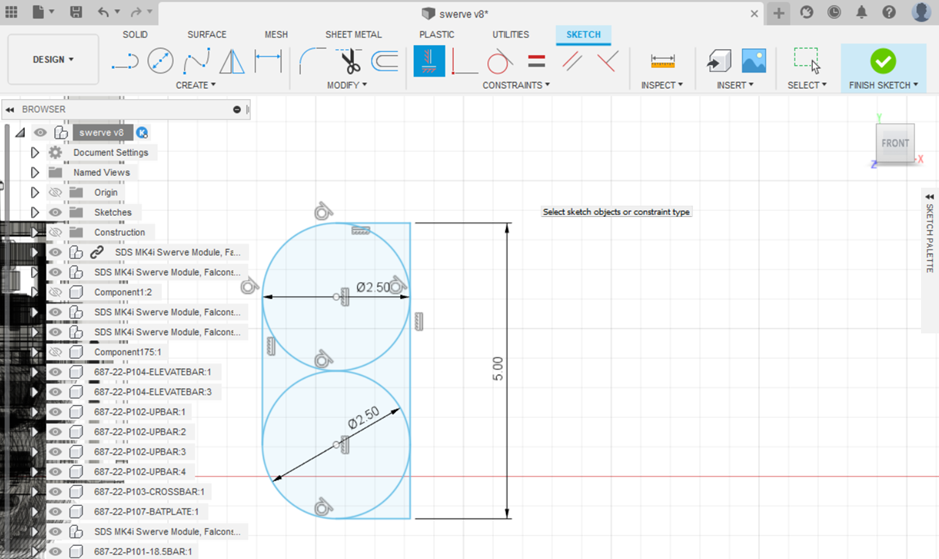 swerve v8*
SOLID SURFACE MESH SHEET METAL PLASTIC UTILITIES SKETCH
DESIGN ▾
CREATE ▾ MODIFY ▾ CONSTRAINTS ▾ INSPECT ▾ INSERT ▾ SELECT ▾ FINISH SKETCH ▾
BROWSER
swerve v8
Document Settings
Named Views
Origin
Sketches
Construction
SDS MK4i Swerve Module, Fa...
SDS MK4i Swerve Module, Falcon:...
Component1:2
SDS MK4i Swerve Module, Falcon:...
SDS MK4i Swerve Module, Falcon:...
Component175:1
687-22-P104-ELEVATEBAR:1
687-22-P104-ELEVATEBAR:3
687-22-P102-UPBAR:1
687-22-P102-UPBAR:2
687-22-P102-UPBAR:3
687-22-P102-UPBAR:4
687-22-P103-CROSSBAR:1
687-22-P107-BATPLATE:1
SDS MK4i Swerve Module, Falcon:...
687-22-P101-18.5BAR:1
Select sketch objects or constraint type
Ø2.50
Ø2.50
5.00
Y
FRONT
X
Z
SKETCH PALETTE